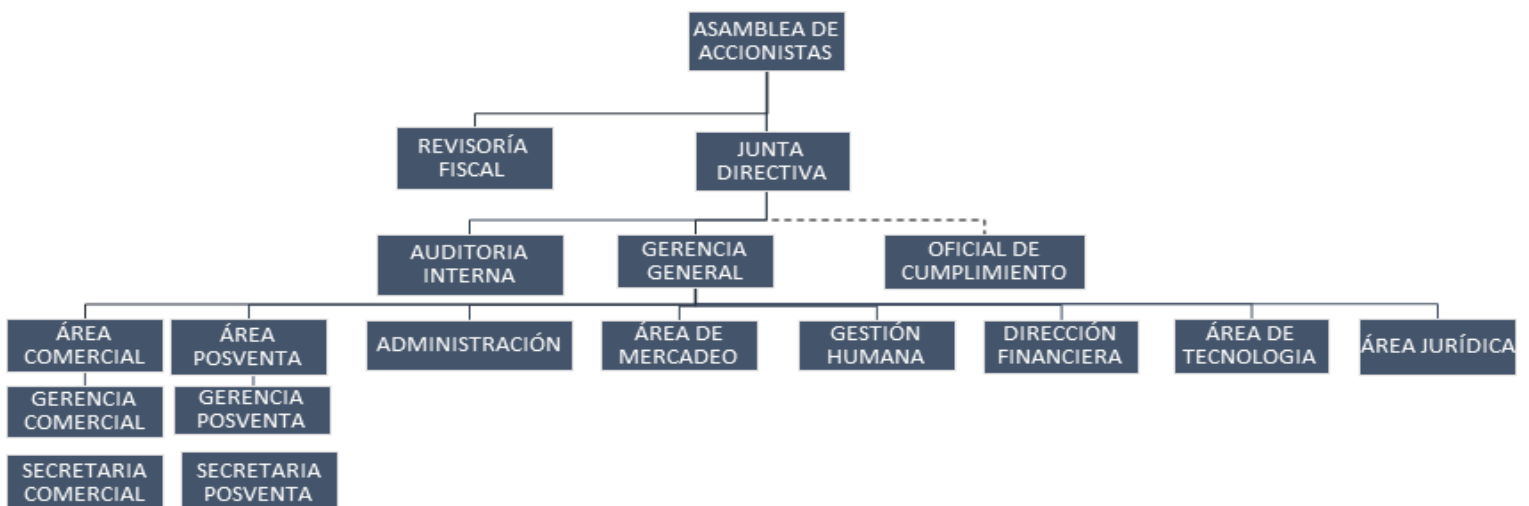 ASAMBLEA DE
ACCIONISTAS
REVISORÍA
FISCAL
JUNTA
DIRECTIVA
AUDITORIA
INTERNA
GERENCIA
GENERAL
OFICIAL DE
CUMPLIMIENTO
ÁREA
COMERCIAL
ÁREA
POSVENTA
ADMINISTRACIÓN
ÁREA DE
MERCADEO
GESTIÓN
HUMANA
DIRECCIÓN
FINANCIERA
ÁREA DE
TECNOLOGIA
ÁREA JURÍDICA
GERENCIA
COMERCIAL
GERENCIA
POSVENTA
SECRETARIA
COMERCIAL
SECRETARIA
POSVENTA